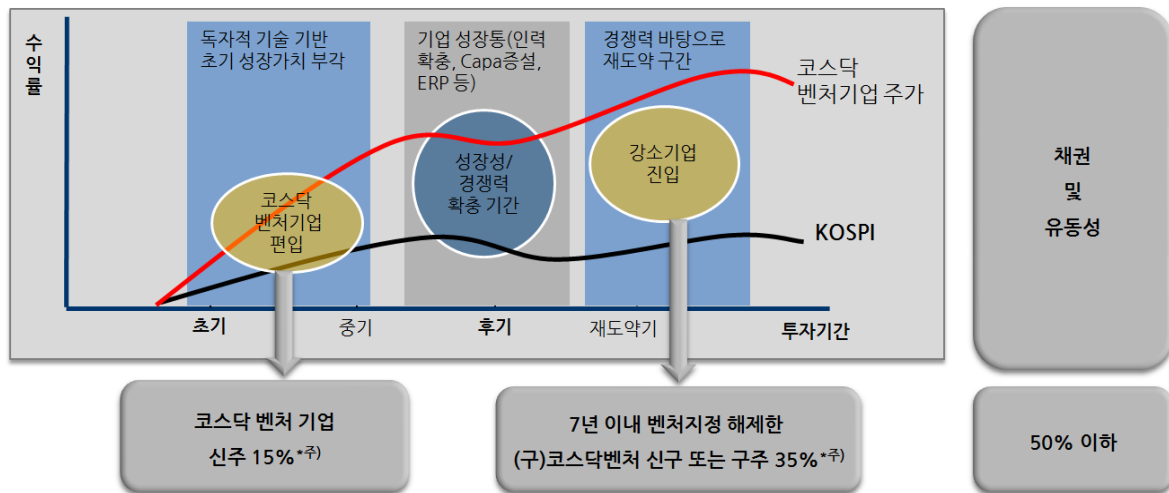 수
익
률
독자적 기술 기반
초기 성장가치 부각
기업 성장통(인력
확충, Capa증설,
ERP 등)
경쟁력 바탕으로
재도약 구간
코스닥
벤처기업 주가
코스닥
벤처기업
편입
성장성/
경쟁력
확충 기간
강소기업
진입
KOSPI
초기
중기
후기
재도약기
투자기간
채권
및
유동성
코스닥 벤처 기업
신주 15%*주)
7년 이내 벤처지정 해제한
(구)코스닥벤처 신구 또는 구주 35%*주)
50% 이하